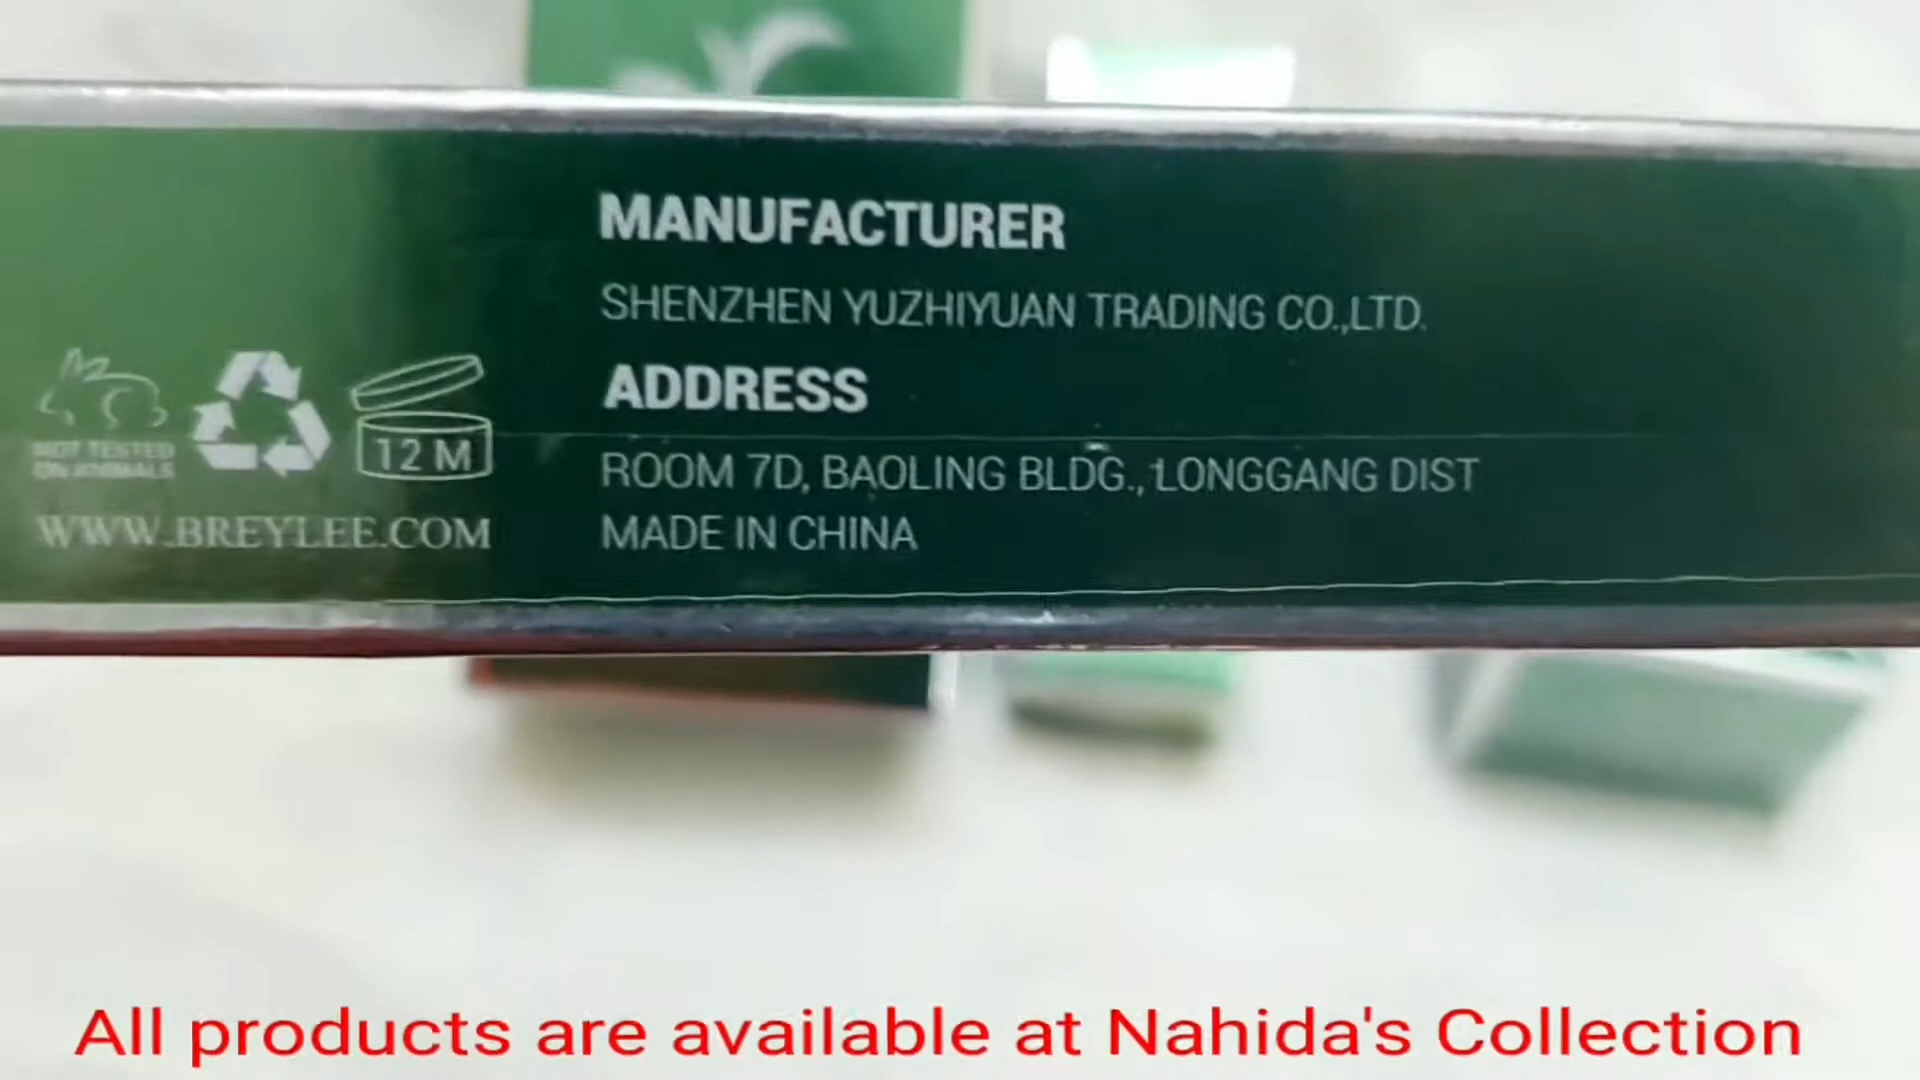 MANUFACTURER
SHENZHEN YUZHIYUAN TRADING CO.,LTD.
ADDRESS
ROOM 7D, BAOLING BLDG., LONGGANG DIST
MADE IN CHINA
NOT TESTED
ON ANIMALS
12 M
WWW.BREYLEE.COM
All products are available at Nahida's Collection